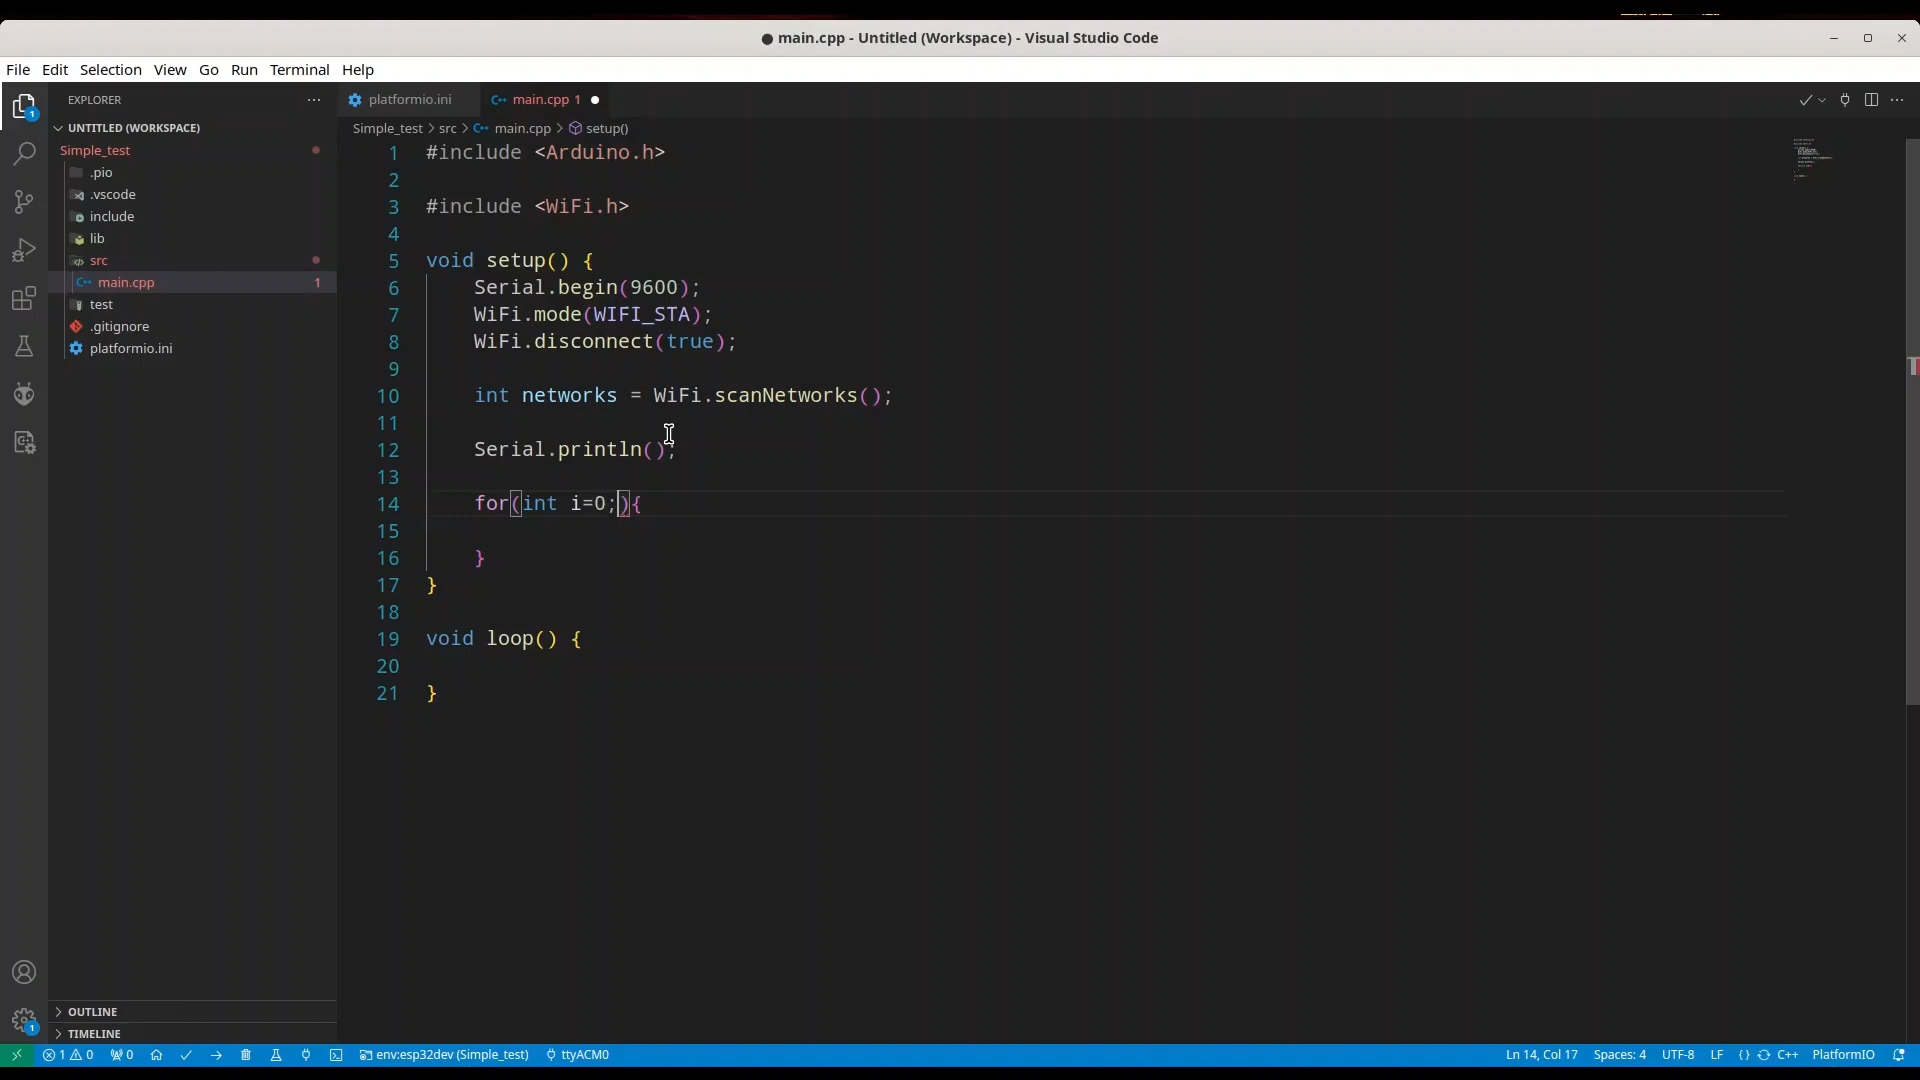 main.cpp - Untitled (Workspace) - Visual Studio Code
File Edit Selection View Go Run Terminal Help
EXPLORER
UNTITLED (WORKSPACE)
Simple_test
.pio
.vscode
include
lib
src
main.cpp 1
test
.gitignore
platformio.ini
OUTLINE
TIMELINE
1
1
platformio.ini main.cpp 1
Simple_test > src > main.cpp > setup()
1 #include <Arduino.h>
2
3 #include <WiFi.h>
4
5 void setup() {
6 Serial.begin(9600);
7 WiFi.mode(WIFI_STA);
8 WiFi.disconnect(true);
9
10 int networks = WiFi.scanNetworks();
11
12 Serial.println();
13
14 for(int i=0;){
15
16 }
17 }
18
19 void loop() {
20
21 }
1 0 0 env:esp32dev (Simple_test) ttyACM0 Ln 14, Col 17 Spaces: 4 UTF-8 LF {} C++ PlatformIO